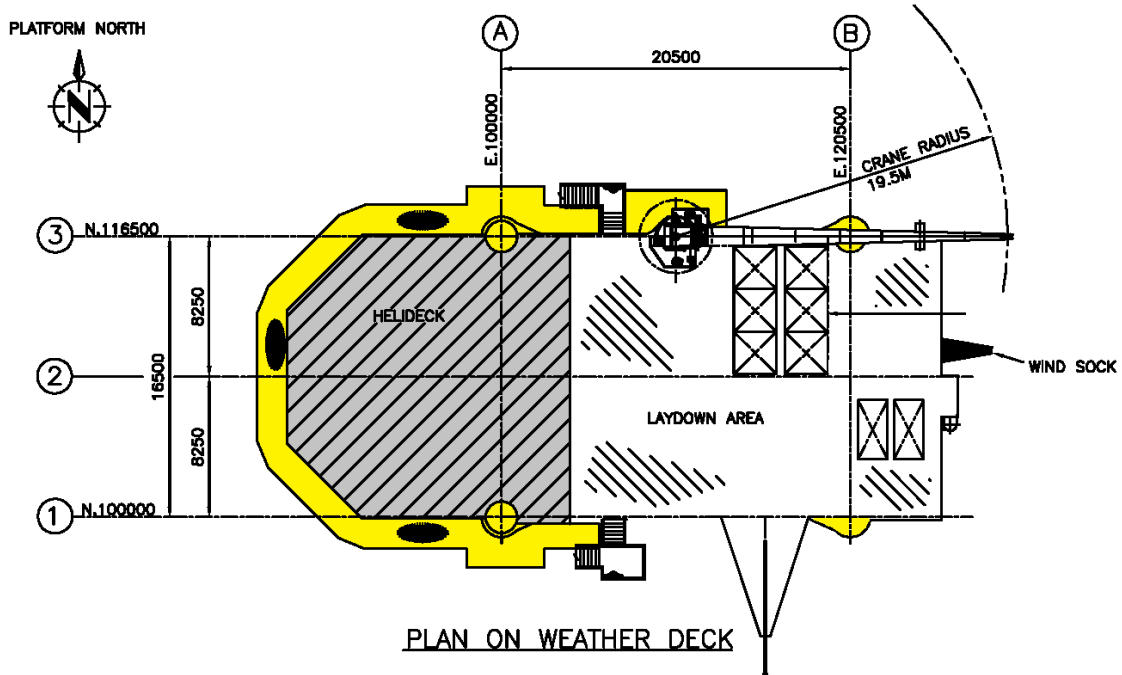 PLATFORM NORTH
N
A
B
20500
E.100000
E.120500
CRANE RADIUS
19.5M
3
N.116500
8250
HELIDECK
16500
2
WIND SOCK
8250
LAYDOWN AREA
1
N.100000
PLAN ON WEATHER DECK